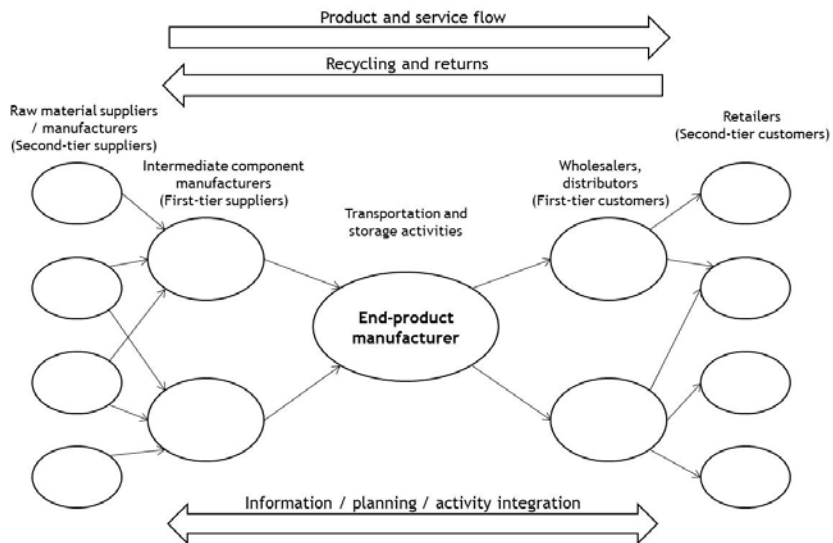 Product and service flow
Recycling and returns
Raw material suppliers
/ manufacturers
(Second-tier suppliers)
Retailers
(Second-tier customers)
Intermediate component
manufacturers
(First-tier suppliers)
Wholesalers,
distributors
(First-tier customers)
Transportation and
storage activities
End-product
manufacturer
Information / planning / activity integration